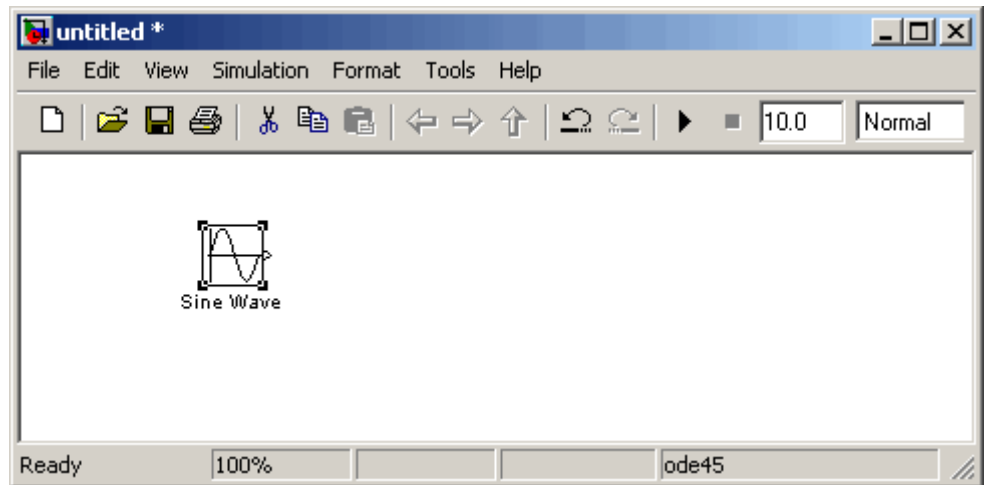 untitled *
File Edit View Simulation Format Tools Help
10.0 Normal
Sine Wave
Ready 100% ode45